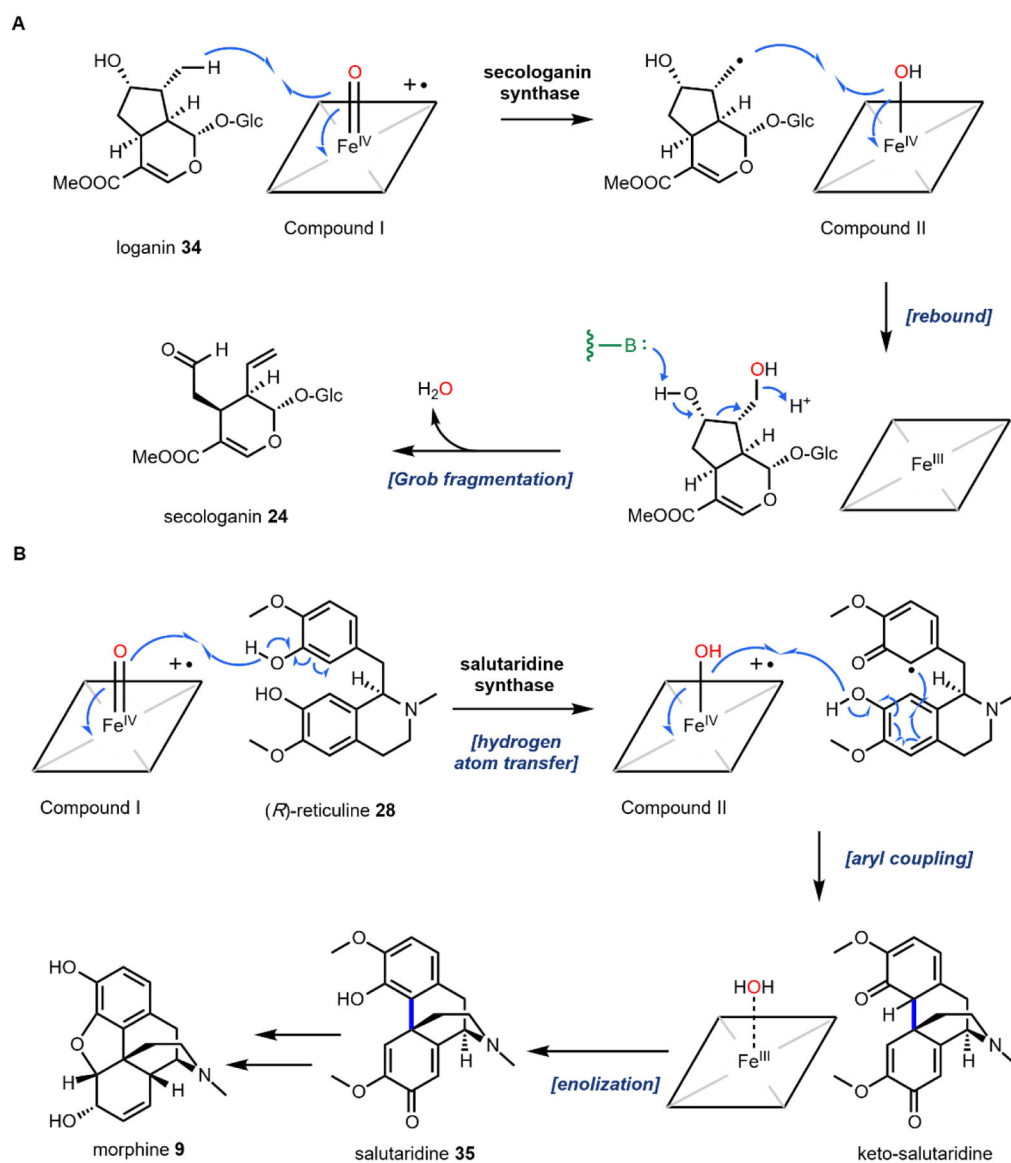 A
HO
H
O
+•
secologanin
synthase
HO
•
OH
H
O-Glc
Fe^IV
H
O-Glc
Fe^IV
H
O
H
O
MeOOC
MeOOC
Compound I
Compound II
loganin 34
[rebound]
B:
O
H
OH
H2O
H
O
H+
H
O-Glc
H
O-Glc
Fe^III
O
MeOOC
H
O
[Grob fragmentation]
MeOOC
secologanin 24
B
O
O
O
+•
H
O
salutaridine
synthase
OH
+•
O
•
H
H
HO
N
H
O
N
Fe^IV
Fe^IV
O
[hydrogen
atom transfer]
O
Compound I
(R)-reticuline 28
Compound II
[aryl coupling]
O
O
HO
HO
HOH
O
H
O
N
N
Fe^III
N
H
H
H
H
O
[enolization]
O
HO
O
O
morphine 9
salutaridine 35
keto-salutaridine